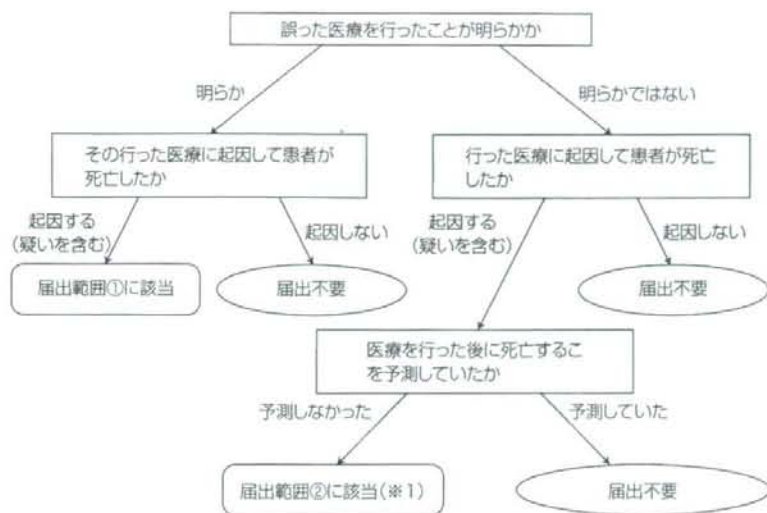 誤った医療を行ったことが明らかか
明らか
明らかではない
その行った医療に起因して患者が
死亡したか
行った医療に起因して患者が死亡
したか
起因する
(疑いを含む)
起因しない
起因する
(疑いを含む)
起因しない
届出範囲①に該当
届出不要
届出不要
医療を行った後に死亡するこ
を予測していたか
予測しなかった
予測していた
届出範囲②に該当(※1)
届出不要